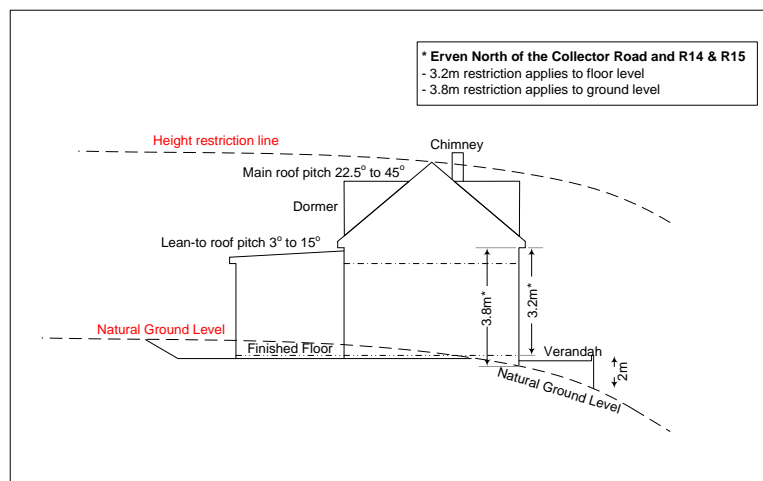 * Erven North of the Collector Road and R14 & R15
- 3.2m restriction applies to floor level
- 3.8m restriction applies to ground level
Height restriction line
Chimney
Main roof pitch 22.5° to 45°
Dormer
Lean-to roof pitch 3° to 15°
3.8m*
3.2m*
Natural Ground Level
Finished Floor
Verandah
2m
Natural Ground Level